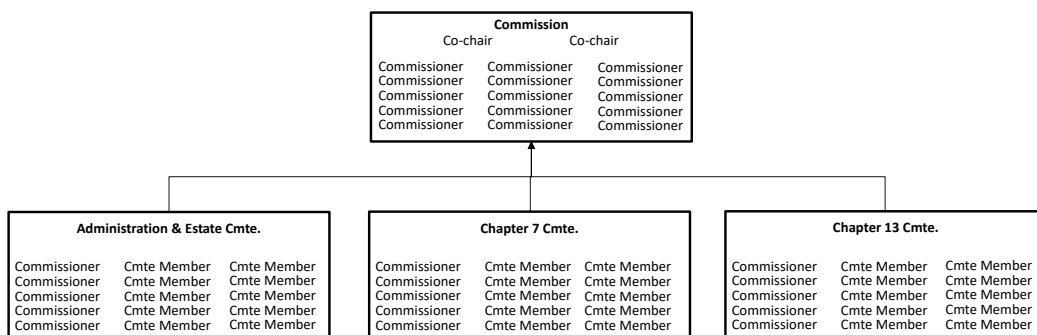 Commission
Co-chair Co-chair
Commissioner Commissioner Commissioner
Commissioner Commissioner Commissioner
Commissioner Commissioner Commissioner
Commissioner Commissioner Commissioner
Commissioner Commissioner Commissioner
Administration & Estate Cmte.
Commissioner Cmte Member Cmte Member
Commissioner Cmte Member Cmte Member
Commissioner Cmte Member Cmte Member
Commissioner Cmte Member Cmte Member
Commissioner Cmte Member Cmte Member
Chapter 7 Cmte.
Commissioner Cmte Member Cmte Member
Commissioner Cmte Member Cmte Member
Commissioner Cmte Member Cmte Member
Commissioner Cmte Member Cmte Member
Commissioner Cmte Member Cmte Member
Chapter 13 Cmte.
Commissioner Cmte Member Cmte Member
Commissioner Cmte Member Cmte Member
Commissioner Cmte Member Cmte Member
Commissioner Cmte Member Cmte Member
Commissioner Cmte Member Cmte Member